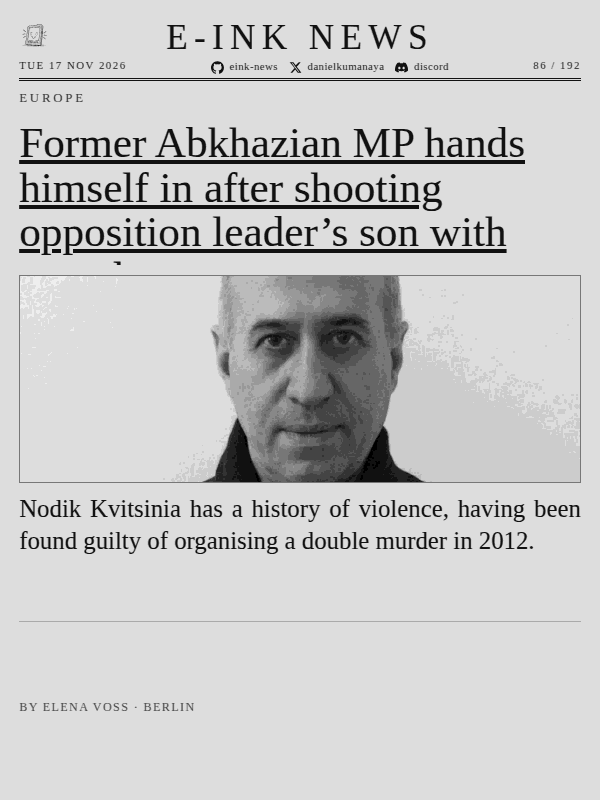 E-INK NEWS
TUE 17 NOV 2026
eink-news
danielkumanaya
discord
86 / 192
EUROPE
Former Abkhazian MP hands
himself in after shooting
opposition leader’s son with
Nodik Kvitsinia has a history of violence, having been
found guilty of organising a double murder in 2012.
BY ELENA VOSS · BERLIN